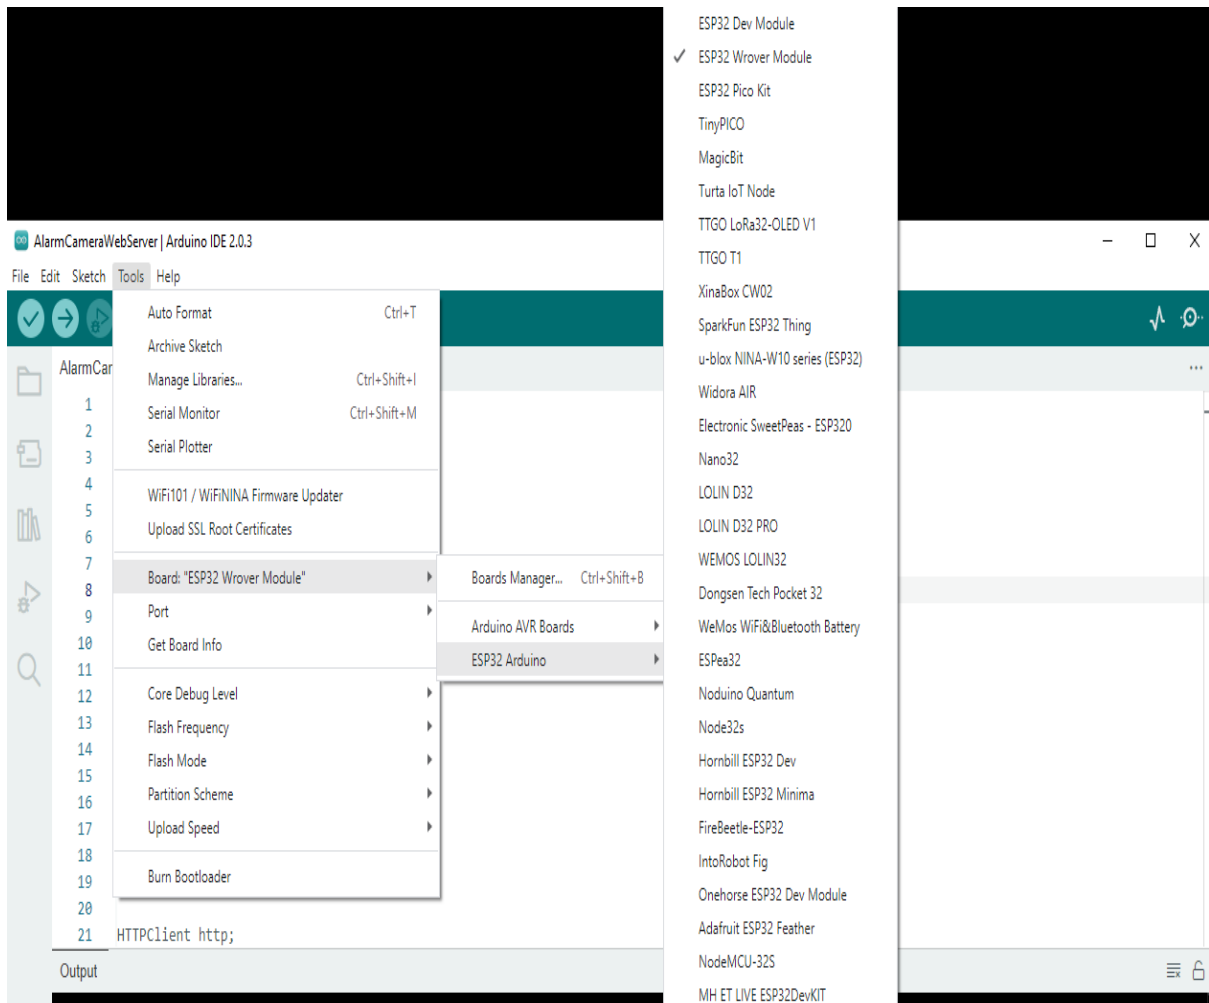 AlarmCameraWebServer | Arduino IDE 2.0.3
File Edit Sketch Tools Help
AlarmCar
1
2
3
4
5
6
7
8
9
10
11
12
13
14
15
16
17
18
19
20
21 HTTPClient http;
Output
Auto Format Ctrl+T
Archive Sketch
Manage Libraries... Ctrl+Shift+I
Serial Monitor Ctrl+Shift+M
Serial Plotter
WiFi101 / WiFiNINA Firmware Updater
Upload SSL Root Certificates
Board: "ESP32 Wrover Module"
Port
Get Board Info
Core Debug Level
Flash Frequency
Flash Mode
Partition Scheme
Upload Speed
Burn Bootloader
Boards Manager... Ctrl+Shift+B
Arduino AVR Boards
ESP32 Arduino
ESP32 Dev Module
ESP32 Wrover Module
ESP32 Pico Kit
TinyPICO
MagicBit
Turta IoT Node
TTGO LoRa32-OLED V1
TTGO T1
XinaBox CW02
SparkFun ESP32 Thing
u-blox NINA-W10 series (ESP32)
Widora AIR
Electronic SweetPeas - ESP320
Nano32
LOLIN D32
LOLIN D32 PRO
WEMOS LOLIN32
Dongsen Tech Pocket 32
WeMos WiFi&Bluetooth Battery
ESPea32
Noduino Quantum
Node32s
Hornbill ESP32 Dev
Hornbill ESP32 Minima
FireBeetle-ESP32
IntoRobot Fig
Onehorse ESP32 Dev Module
Adafruit ESP32 Feather
NodeMCU-32S
MH ET LIVE ESP32DevKIT